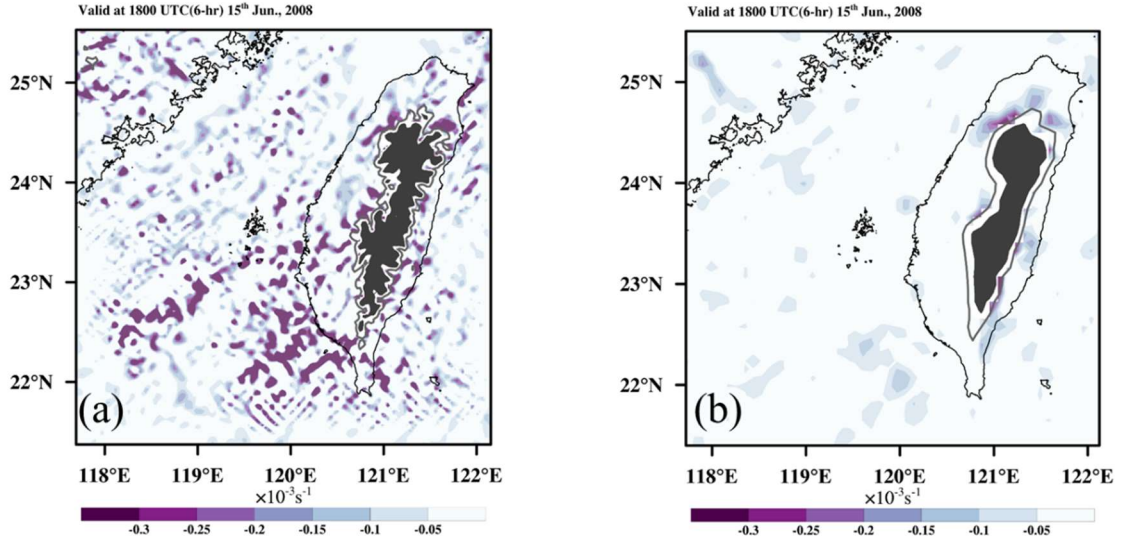 Valid at 1800 UTC(6-hr) 15th Jun., 2008
25°N
24°N
23°N
22°N
(a)
118°E 119°E 120°E 121°E 122°E
×10-3s-1
-0.3 -0.25 -0.2 -0.15 -0.1 -0.05
Valid at 1800 UTC(6-hr) 15th Jun., 2008
25°N
24°N
23°N
22°N
(b)
118°E 119°E 120°E 121°E 122°E
×10-3s-1
-0.3 -0.25 -0.2 -0.15 -0.1 -0.05